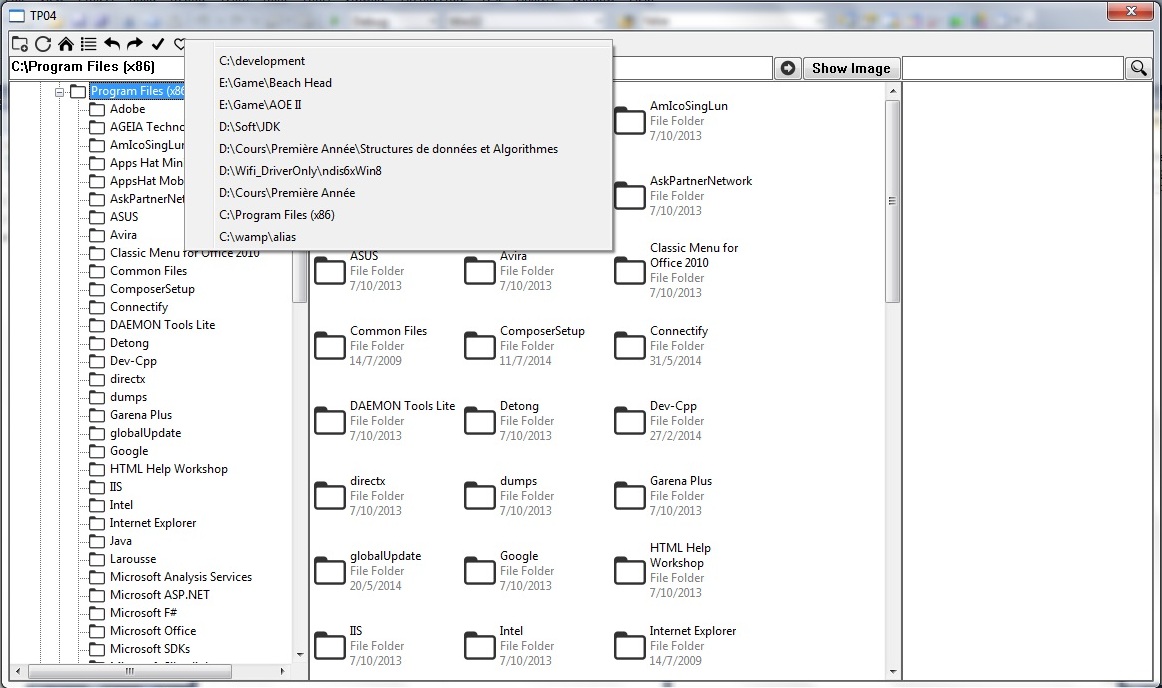 TP04
C:\Program Files (x86)
Show Image
C:\development
E:\Game\Beach Head
E:\Game\AOE II
D:\Soft\JDK
D:\Cours\Première Année\Structures de données et Algorithmes
D:\Wifi_DriverOnly\ndis6xWin8
D:\Cours\Première Année
C:\Program Files (x86)
C:\wamp\alias
Program Files (x86
Adobe
AGEIA Techno
AmIcoSingLun
Apps Hat Min
AppsHat Mob
AskPartnerNet
ASUS
Avira
Classic Menu for Office 2010
Common Files
ComposerSetup
Connectify
DAEMON Tools Lite
Detong
Dev-Cpp
directx
dumps
Garena Plus
globalUpdate
Google
HTML Help Workshop
IIS
Intel
Internet Explorer
Java
Larousse
Microsoft Analysis Services
Microsoft ASP.NET
Microsoft F#
Microsoft Office
Microsoft SDKs
AmIcoSingLun
File Folder
7/10/2013
AskPartnerNetwork
File Folder
7/10/2013
ASUS
File Folder
7/10/2013
Avira
File Folder
7/10/2013
Classic Menu for
Office 2010
File Folder
7/10/2013
Common Files
File Folder
14/7/2009
ComposerSetup
File Folder
11/7/2014
Connectify
File Folder
31/5/2014
DAEMON Tools Lite
File Folder
7/10/2013
Detong
File Folder
7/10/2013
Dev-Cpp
File Folder
27/2/2014
directx
File Folder
7/10/2013
dumps
File Folder
7/10/2013
Garena Plus
File Folder
7/10/2013
globalUpdate
File Folder
20/5/2014
Google
File Folder
7/10/2013
HTML Help
Workshop
File Folder
7/10/2013
IIS
File Folder
7/10/2013
Intel
File Folder
7/10/2013
Internet Explorer
File Folder
14/7/2009